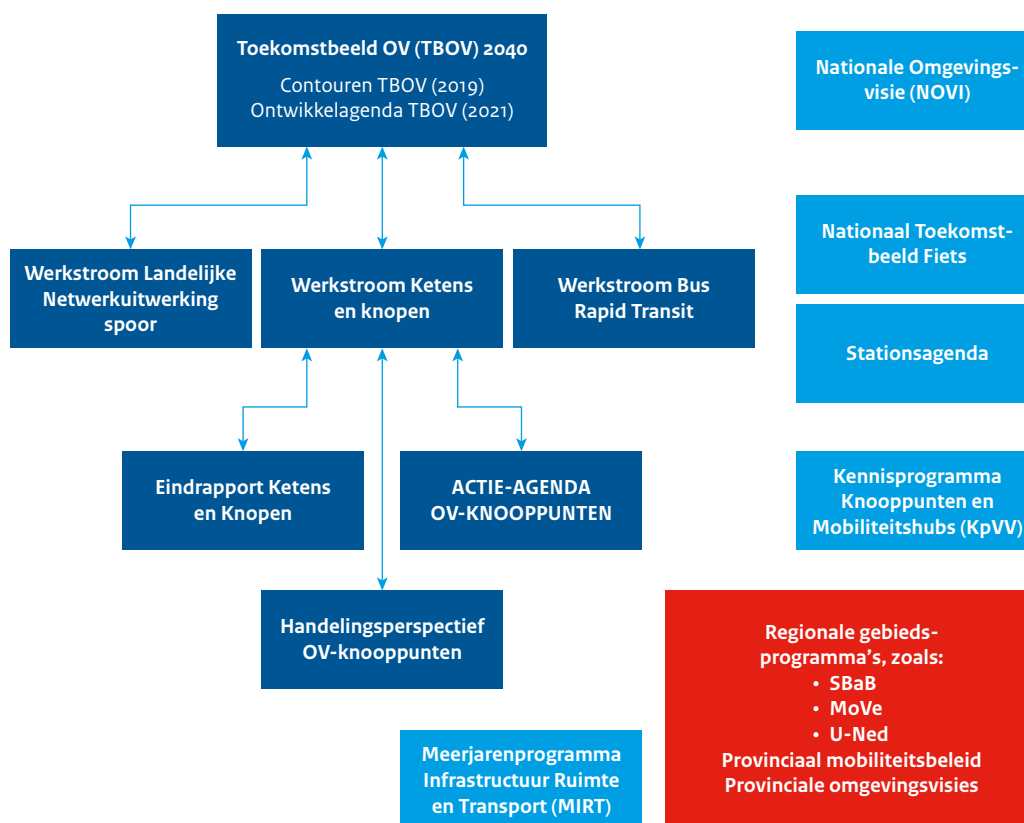 Toekomstbeeld OV (TBOV) 2040
Contouren TBOV (2019)
Ontwikkelagenda TBOV (2021)
Nationale Omgevings-
visie (NOVI)
Werkstroom Landelijke
Netwerkuitwerking
spoor
Werkstroom Ketens
en knopen
Werkstroom Bus
Rapid Transit
Nationaal Toekomst-
beeld Fiets
Stationsagenda
Eindrapport Ketens
en Knopen
ACTIE-AGENDA
OV-KNOOPPUNTEN
Kennisprogramma
Knooppunten en
Mobiliteitshubs (KpVV)
Handelingsperspectief
OV-knooppunten
Regionale gebieds-
programma's, zoals:
• SBaB
• MoVe
• U-Ned
Provinciaal mobiliteitsbeleid
Provinciale omgevingsvisies
Meerjarenprogramma
Infrastructuur Ruimte
en Transport (MIRT)